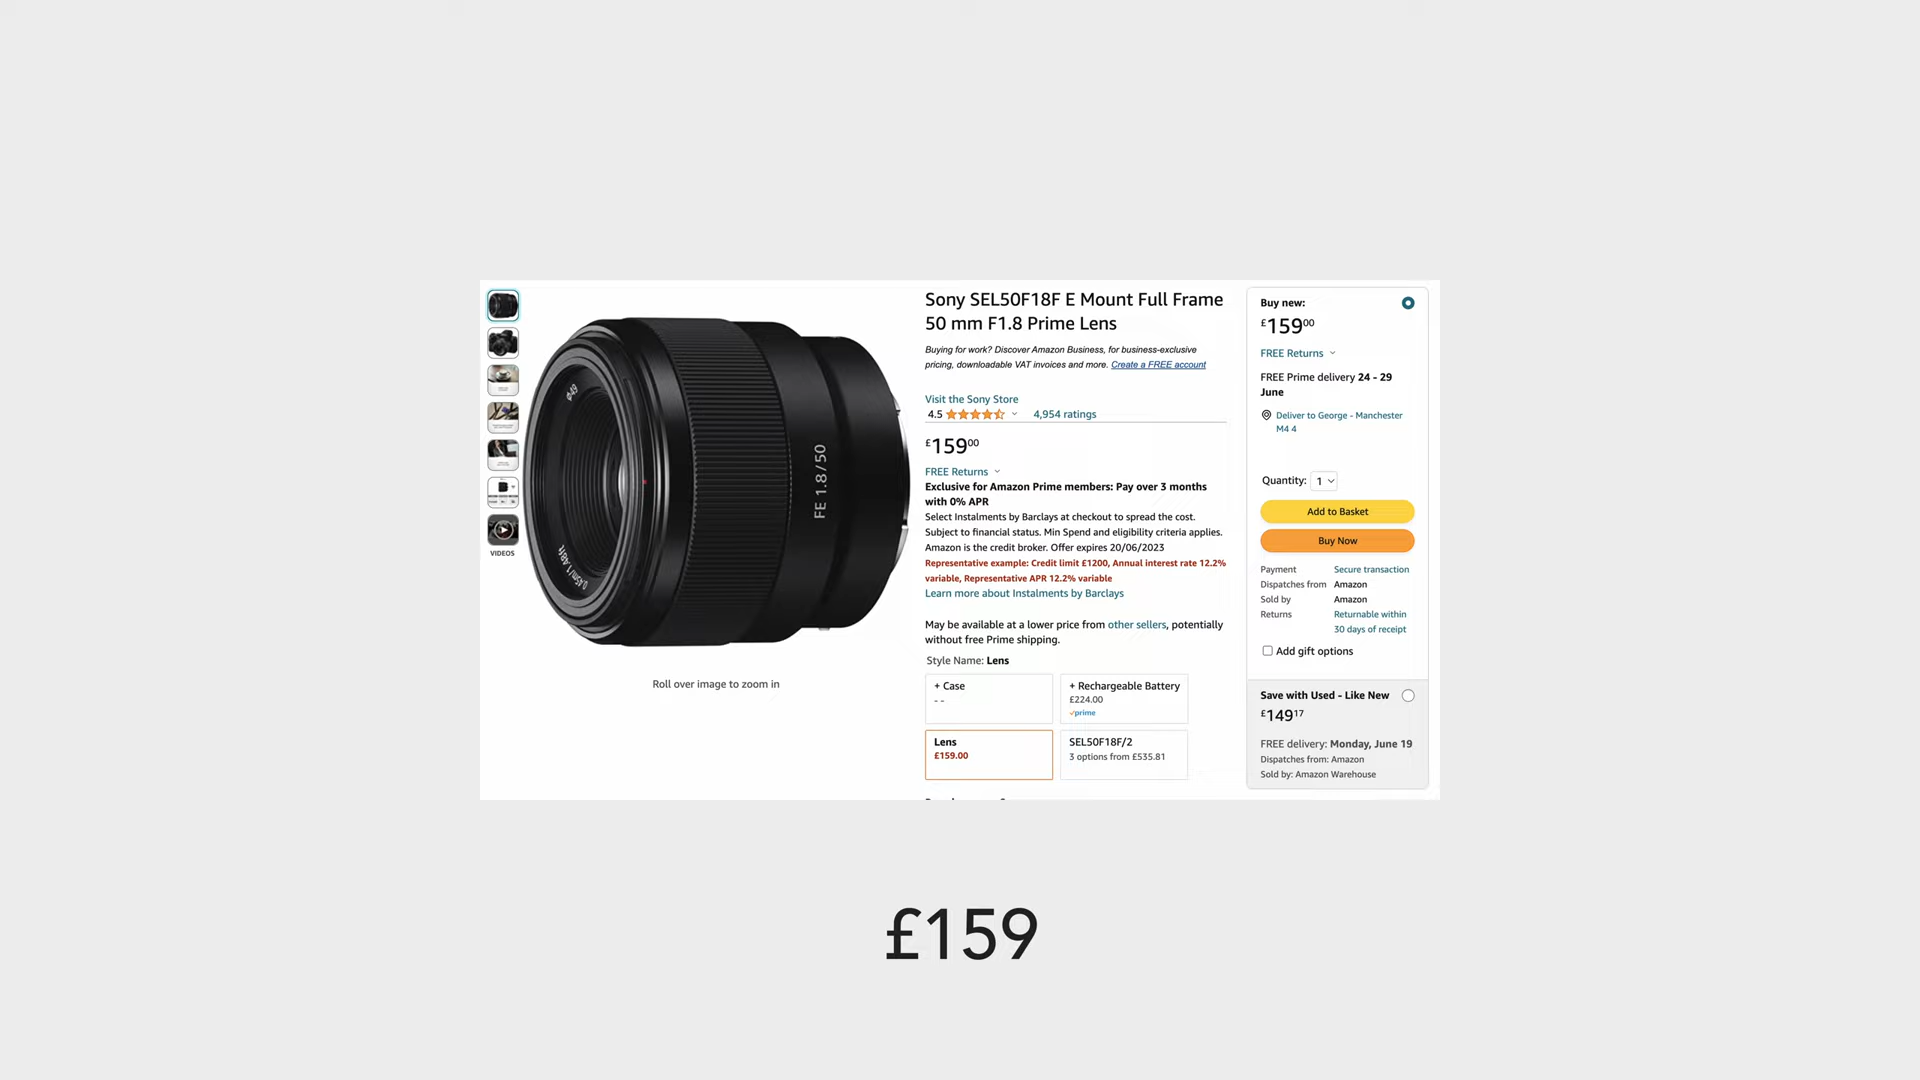 Sony SEL50F18F E Mount Full Frame
50 mm F1.8 Prime Lens
Buying for work? Discover Amazon Business, for business-exclusive
pricing, downloadable VAT invoices and more. Create a FREE account
Visit the Sony Store
4.5 4,954 ratings
£15900
FREE Returns
Exclusive for Amazon Prime members: Pay over 3 months
with 0% APR
Select Instalments by Barclays at checkout to spread the cost.
Subject to financial status. Min Spend and eligibility criteria applies.
Amazon is the credit broker. Offer expires 20/06/2023
Representative example: Credit limit £1200, Annual interest rate 12.2%
variable, Representative APR 12.2% variable
Learn more about Instalments by Barclays
May be available at a lower price from other sellers, potentially
without free Prime shipping.
Style Name: Lens
+ Case
--
+ Rechargeable Battery
£224.00
prime
Lens
£159.00
SEL50F18F/2
3 options from £535.81
VIDEOS
Ø49
0.45m/1.48ft
FE 1.8/50
Roll over image to zoom in
Buy new:
£15900
FREE Returns
FREE Prime delivery 24 - 29
June
Deliver to George - Manchester
M4 4
Quantity: 1
Add to Basket
Buy Now
Payment Secure transaction
Dispatches from Amazon
Sold by Amazon
Returns Returnable within
30 days of receipt
Add gift options
Save with Used - Like New
£14917
FREE delivery: Monday, June 19
Dispatches from: Amazon
Sold by: Amazon Warehouse
£159